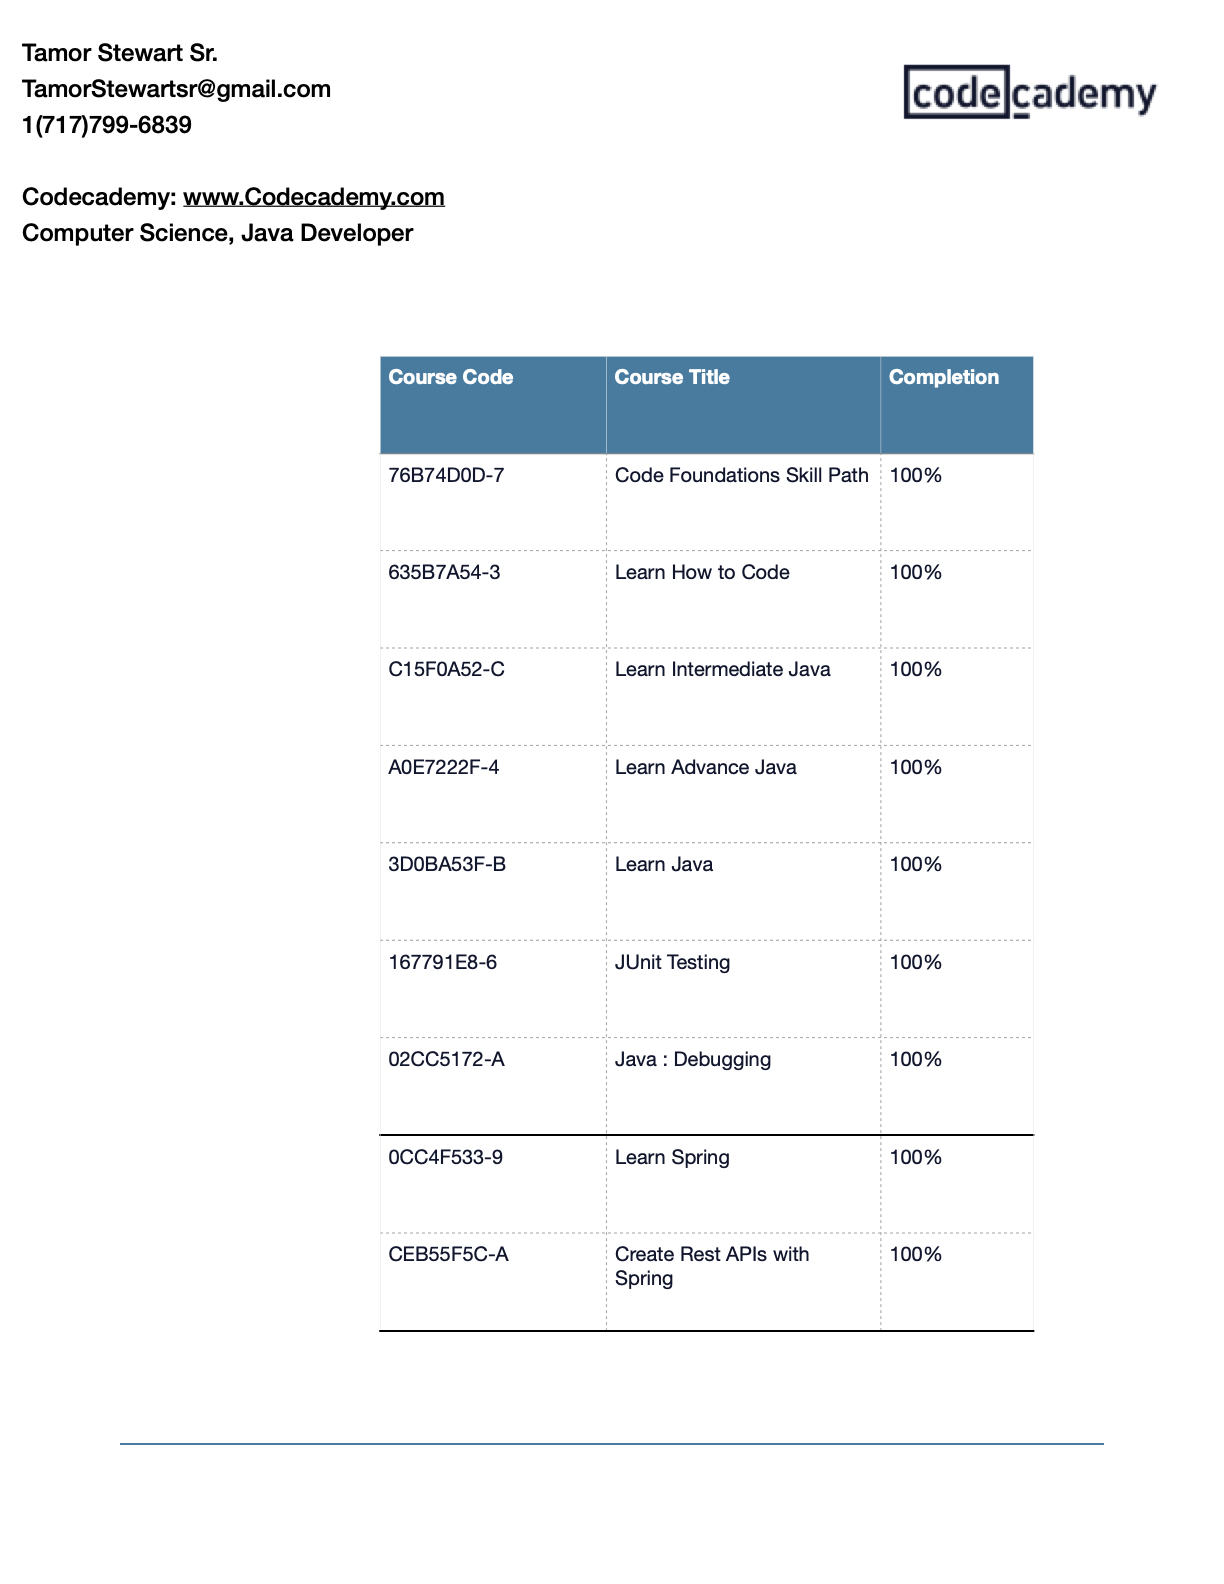 Tamor Stewart Sr.
TamorStewartsr@gmail.com
1(717)799-6839
codecademy
Codecademy: www.Codecademy.com
Computer Science, Java Developer
Course Code Course Title Completion
76B74D0D-7 Code Foundations Skill Path 100%
635B7A54-3 Learn How to Code 100%
C15F0A52-C Learn Intermediate Java 100%
A0E7222F-4 Learn Advance Java 100%
3D0BA53F-B Learn Java 100%
167791E8-6 JUnit Testing 100%
02CC5172-A Java : Debugging 100%
0CC4F533-9 Learn Spring 100%
CEB55F5C-A Create Rest APIs with 100%
Spring